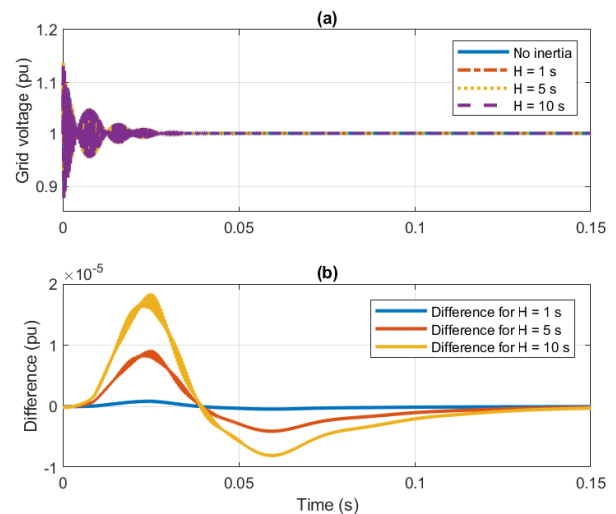 (a)
Grid voltage (pu)
1.2
1.1
1
0.9
No inertia
H = 1 s
H = 5 s
H = 10 s
0
0.05
0.1
0.15
(b)
×10⁻⁵
Difference (pu)
2
1
0
-1
Difference for H = 1 s
Difference for H = 5 s
Difference for H = 10 s
0
0.05
0.1
0.15
Time (s)